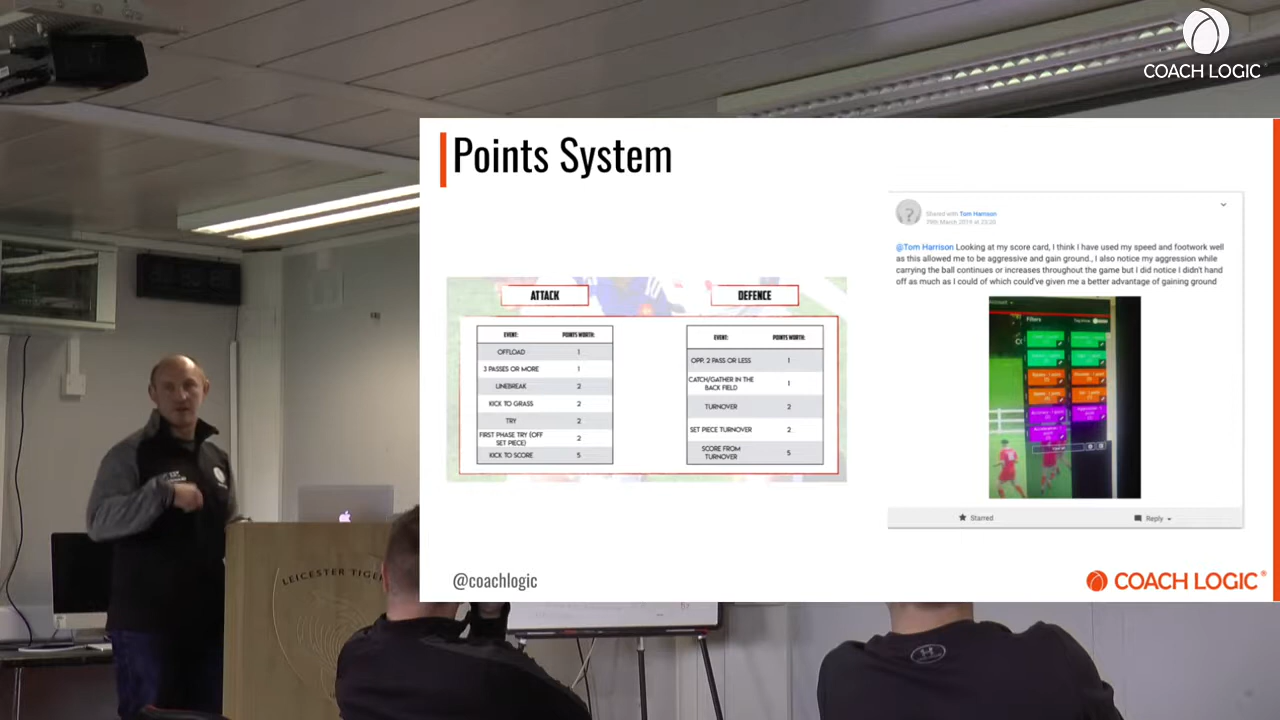 COACH LOGIC
Points System
ATTACK
EVENT: POINTS WORTH:
OFFLOAD 1
3 PASSES OR MORE 1
LINEBREAK 2
KICK TO GRASS 2
TRY 2
FIRST PHASE TRY (OFF
SET PIECE) 2
KICK TO SCORE 5
DEFENCE
EVENT: POINTS WORTH:
OPP, 2 PASS OR LESS 1
CATCH/GATHER IN THE
BACK FIELD 1
TURNOVER 2
SET PIECE TURNOVER 2
SCORE FROM
TURNOVER 5
Shared with Tom Harrison
@Tom Harrison Looking at my score card, I think I have used my speed and footwork well
as this allowed me to be aggressive and gain ground., I also notice my aggression while
carrying the ball continues or increases throughout the game but I did notice I didn't hand
off as much as I could of which could've given me a better advantage of gaining ground
Filters
Starred
Reply
@coachlogic
COACH LOGIC®
LEICESTER TIGE